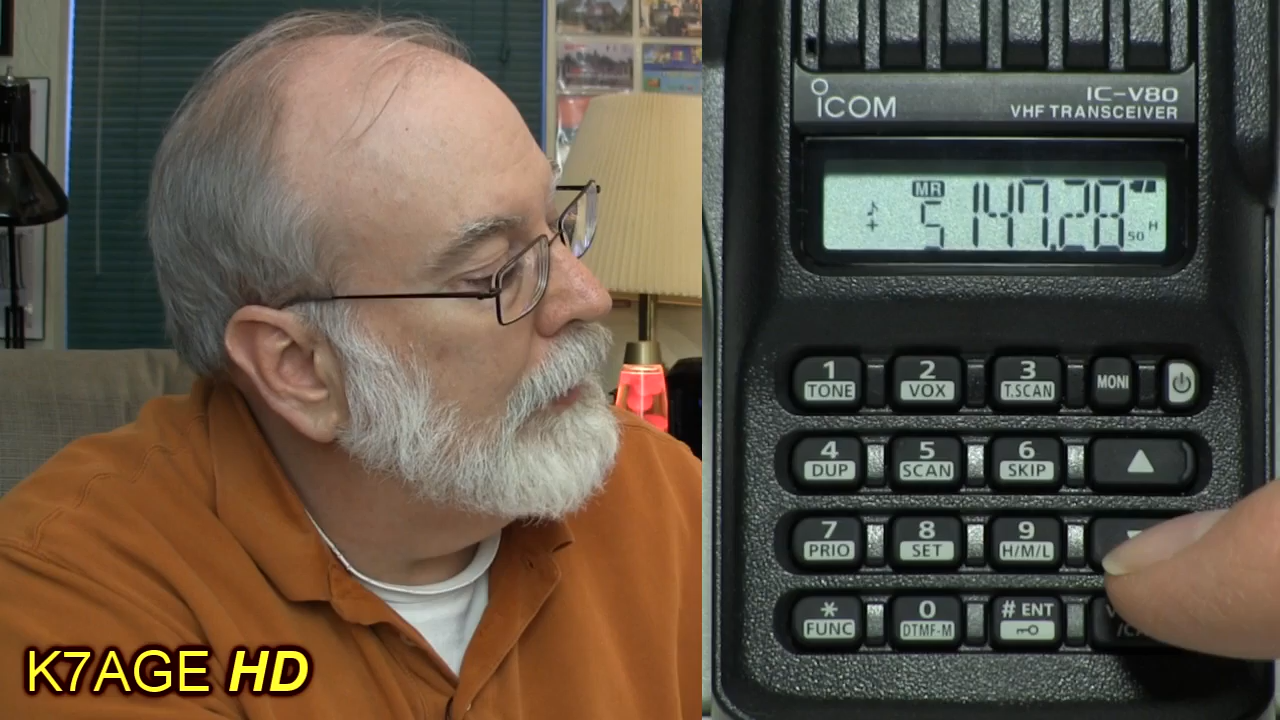 K7AGE HD
ICOM
IC-V80
VHF TRANSCEIVER
MR
5 147.28
50 H
1 2 3
TONE VOX T.SCAN MONI
4 5 6
DUP SCAN SKIP
7 8 9
PRIO SET H/M/L
* 0 # ENT
FUNC DTMF-M